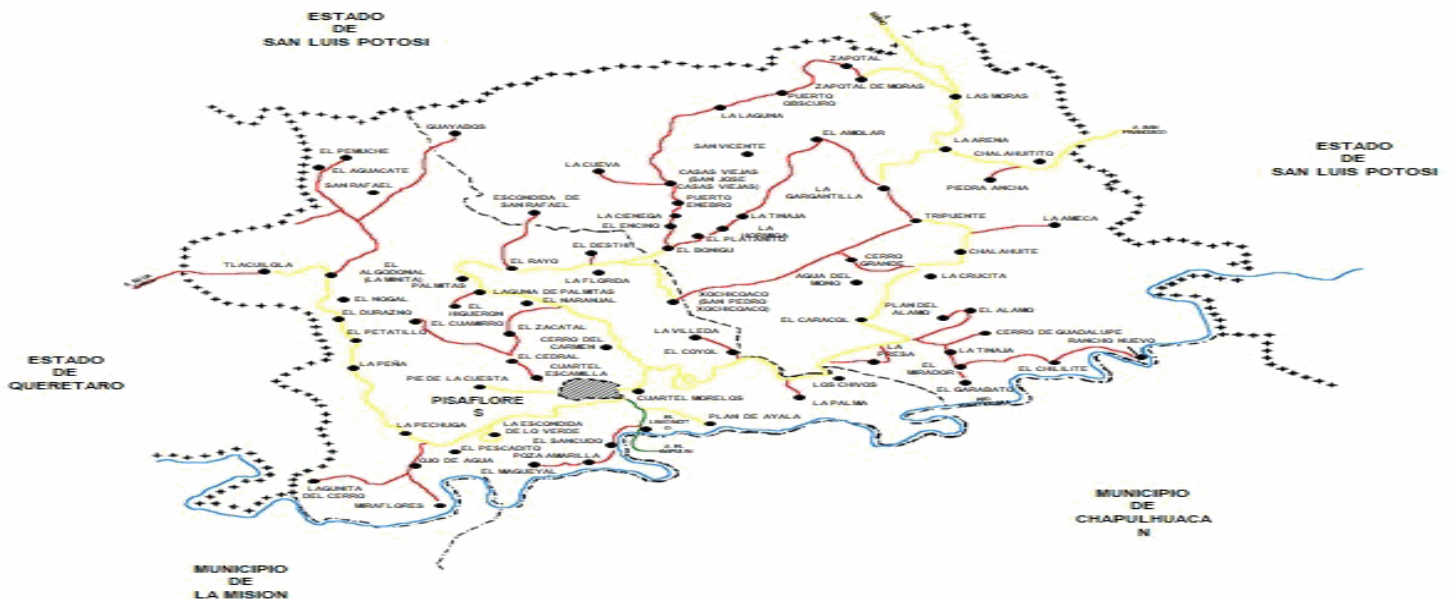 ESTADO
DE
SAN LUIS POTOSI
ZAPOTAL
ZAPOTAL DE MORAS
PUERTO
OBSCURO
LAS MORAS
LA LAGUNA
GUAYABOS
EL AMOLAR
LA ARENA
SAN VICENTE
CHALAHUITITO
ESTADO
DE
SAN LUIS POTOSI
EL PEMUCHE
EL AGUACATE
SAN RAFAEL
LA CUEVA
CASAS VIEJAS
(SAN JOSE
CASAS VIEJAS)
LA
GARGANTILLA
PIEDRA ANCHA
ESCONDIDA DE
SAN RAFAEL
PUERTO
ENEBRO
LA CIENEGA
EL ENCINO
LA TINAJA
LA
HORMIGA
EL PLATANITO
TRIPUENTE
LA AMECA
EL BONIGU
EL DESTHI
CHALAHUITE
TLACUILOLA
EL
ALGODONAL
(LA MINITA)
EL RAYO
LA FLORIDA
CERRO
GRANDE
PALMITAS
LAGUNA DE PALMITAS
AGUA DEL
MONO
LA CRUCITA
EL NOGAL
EL NARANJAL
XOCHICOACO
(SAN PEDRO
XOCHICOACO)
EL
HIGUERON
EL DURAZNO
EL CUAMIRRO
PLAN DEL
ALAMO
EL ALAMO
EL CARACOL
EL PETATILLO
EL ZACATAL
LA VILLEDA
CERRO DE GUADALUPE
CERRO DEL
CARMEN
RANCHO NUEVO
EL COYOL
LA
PRESA
LA TINAJA
ESTADO
DE
QUERETARO
LA PEÑA
EL CEDRAL
CUARTEL
ESCAMILLA
EL
MIRADOR
EL CHILILITE
PIE DE LA CUESTA
LOS CHIVOS
EL GARABATO
PISAFLORE
S
CUARTEL MORELOS
LA PALMA
PLAN DE AYALA
LA PECHUGA
LA ESCONDIDA
DE LO VERDE
EL SANCUDO
EL PESCADITO
POZA AMARILLA
OJO DE AGUA
EL MAGUEYAL
LAGUNITA
DEL CERRO
MIRAFLORES
MUNICIPIO
DE
CHAPULHUACA
N
MUNICIPIO
DE
LA MISION